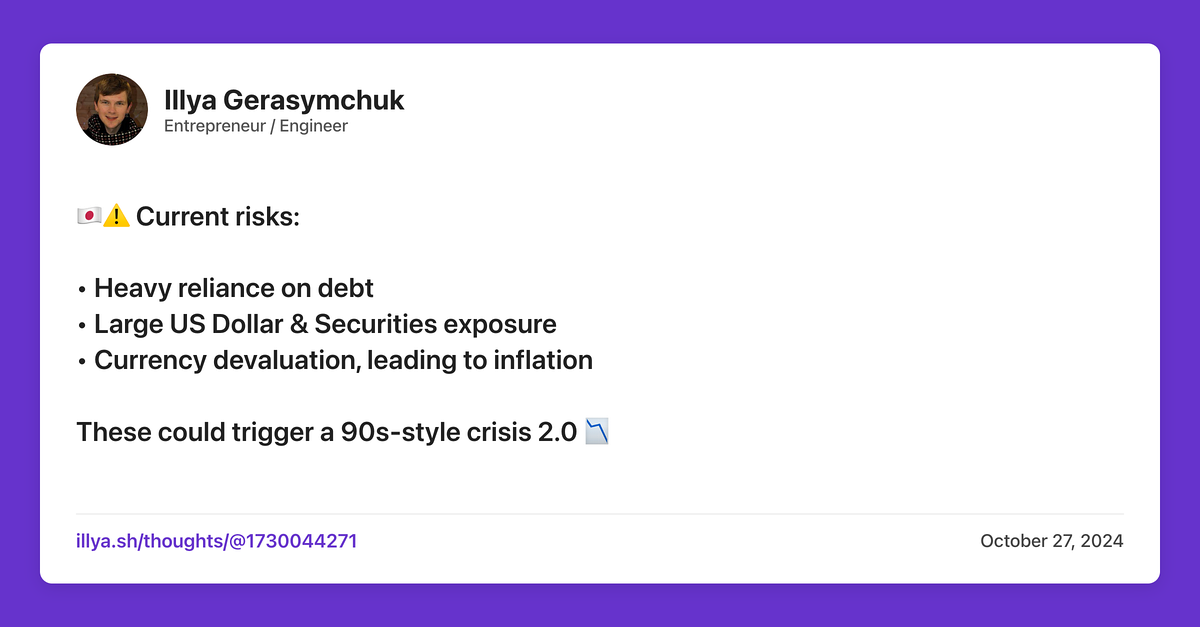 Illya Gerasymchuk
Entrepreneur / Engineer
🇯🇵⚠️ Current risks:
• Heavy reliance on debt
• Large US Dollar & Securities exposure
• Currency devaluation, leading to inflation
These could trigger a 90s-style crisis 2.0 📉
illya.sh/thoughts/@1730044271
October 27, 2024